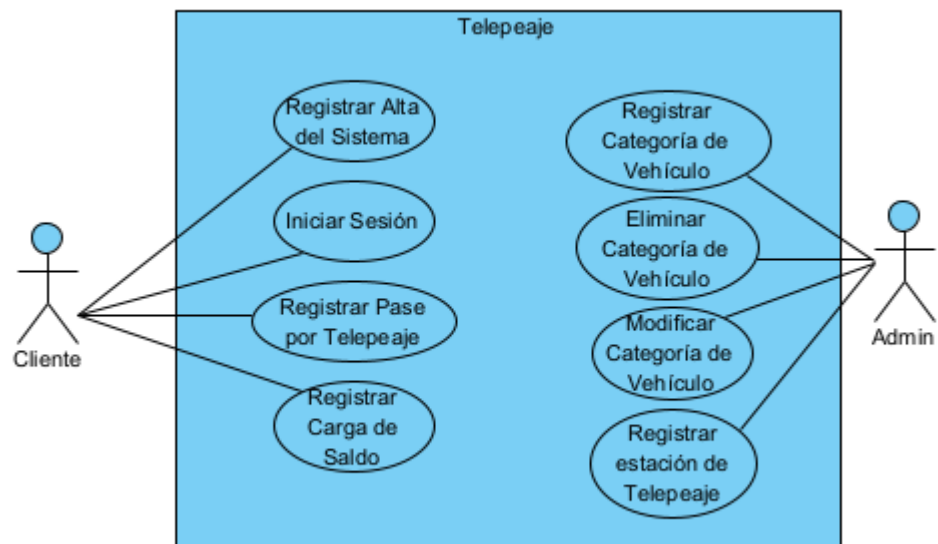 Telepeaje
Registrar Alta
del Sistema
Iniciar Sesión
Registrar Pase
por Telepeaje
Registrar
Carga de
Saldo
Cliente
Registrar
Categoría de
Vehículo
Eliminar
Categoría de
Vehículo
Modificar
Categoría de
Vehículo
Registrar
estación de
Telepeaje
Admin